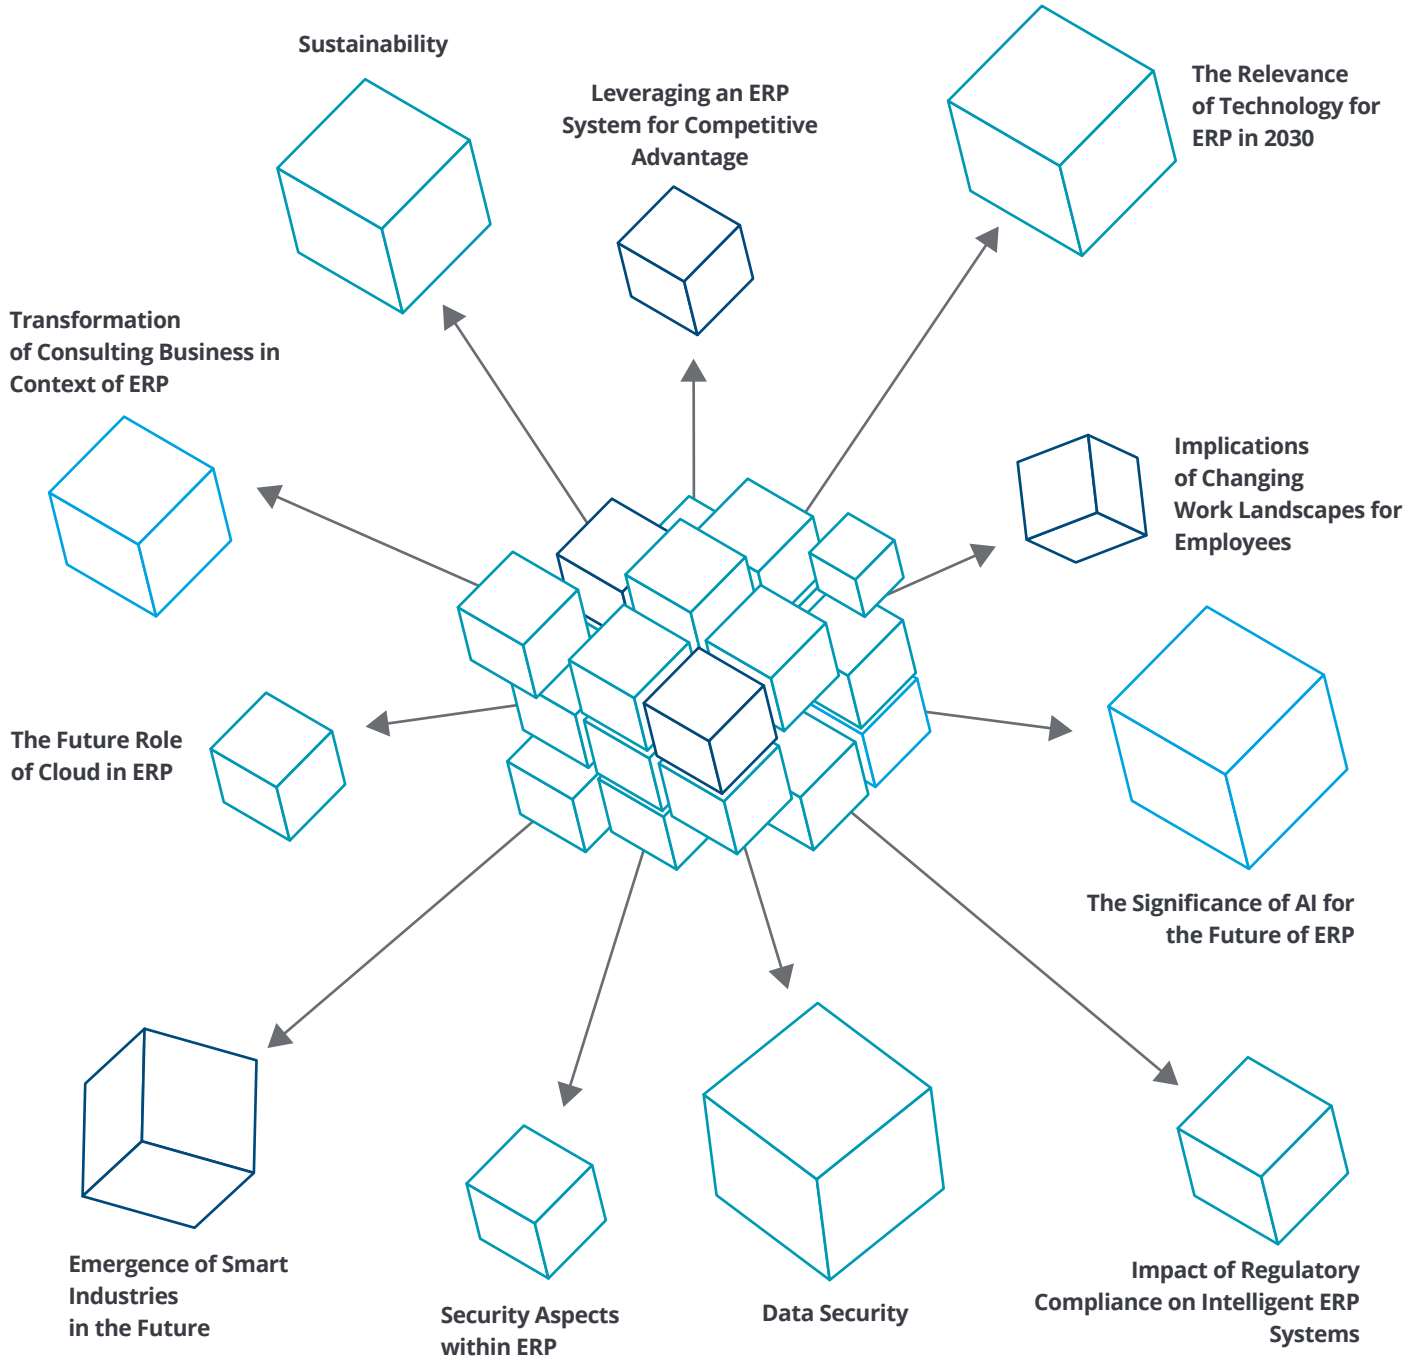 Sustainability
Leveraging an ERP
System for Competitive
Advantage
The Relevance
of Technology for
ERP in 2030
Transformation
of Consulting Business in
Context of ERP
Implications
of Changing
Work Landscapes for
Employees
The Future Role
of Cloud in ERP
The Significance of AI for
the Future of ERP
Emergence of Smart
Industries
in the Future
Security Aspects
within ERP
Data Security
Impact of Regulatory
Compliance on Intelligent ERP
Systems